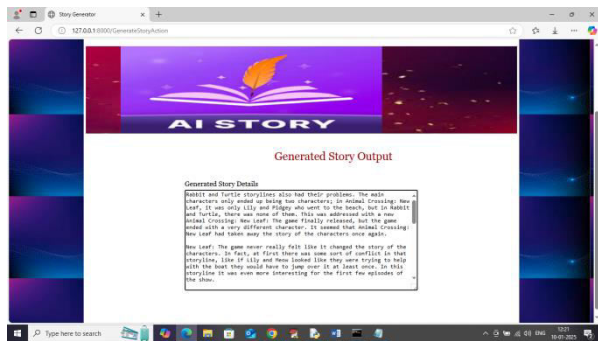 Story Generator
127.0.0.1:8000/GenerateStoryAction
AI STORY
Generated Story Output
Generated Story Details
Rabbit and Turtle storylines also had their problems. The main
characters only ended up being two characters; in Animal Crossing: New
Leaf, it was only Lily and Pidgey who went to the beach, but in Rabbit
and Turtle, there was none of them. This was addressed with a new
Animal Crossing: New Leaf: The game finally released, but the game
ended with a very different character. It seemed that Animal Crossing:
New Leaf had taken away the story of the characters once again.
New Leaf: The game never really felt like it changed the story of the
characters. In fact, at first there was some sort of conflict in that
storyline, like if Lily and Meow looked like they were trying to help
with the boat they would have to jump over it at least once. In this
storyline it was even more interesting for the first few episodes of
the show.
Type here to search
ENG
12:21
10-01-2025